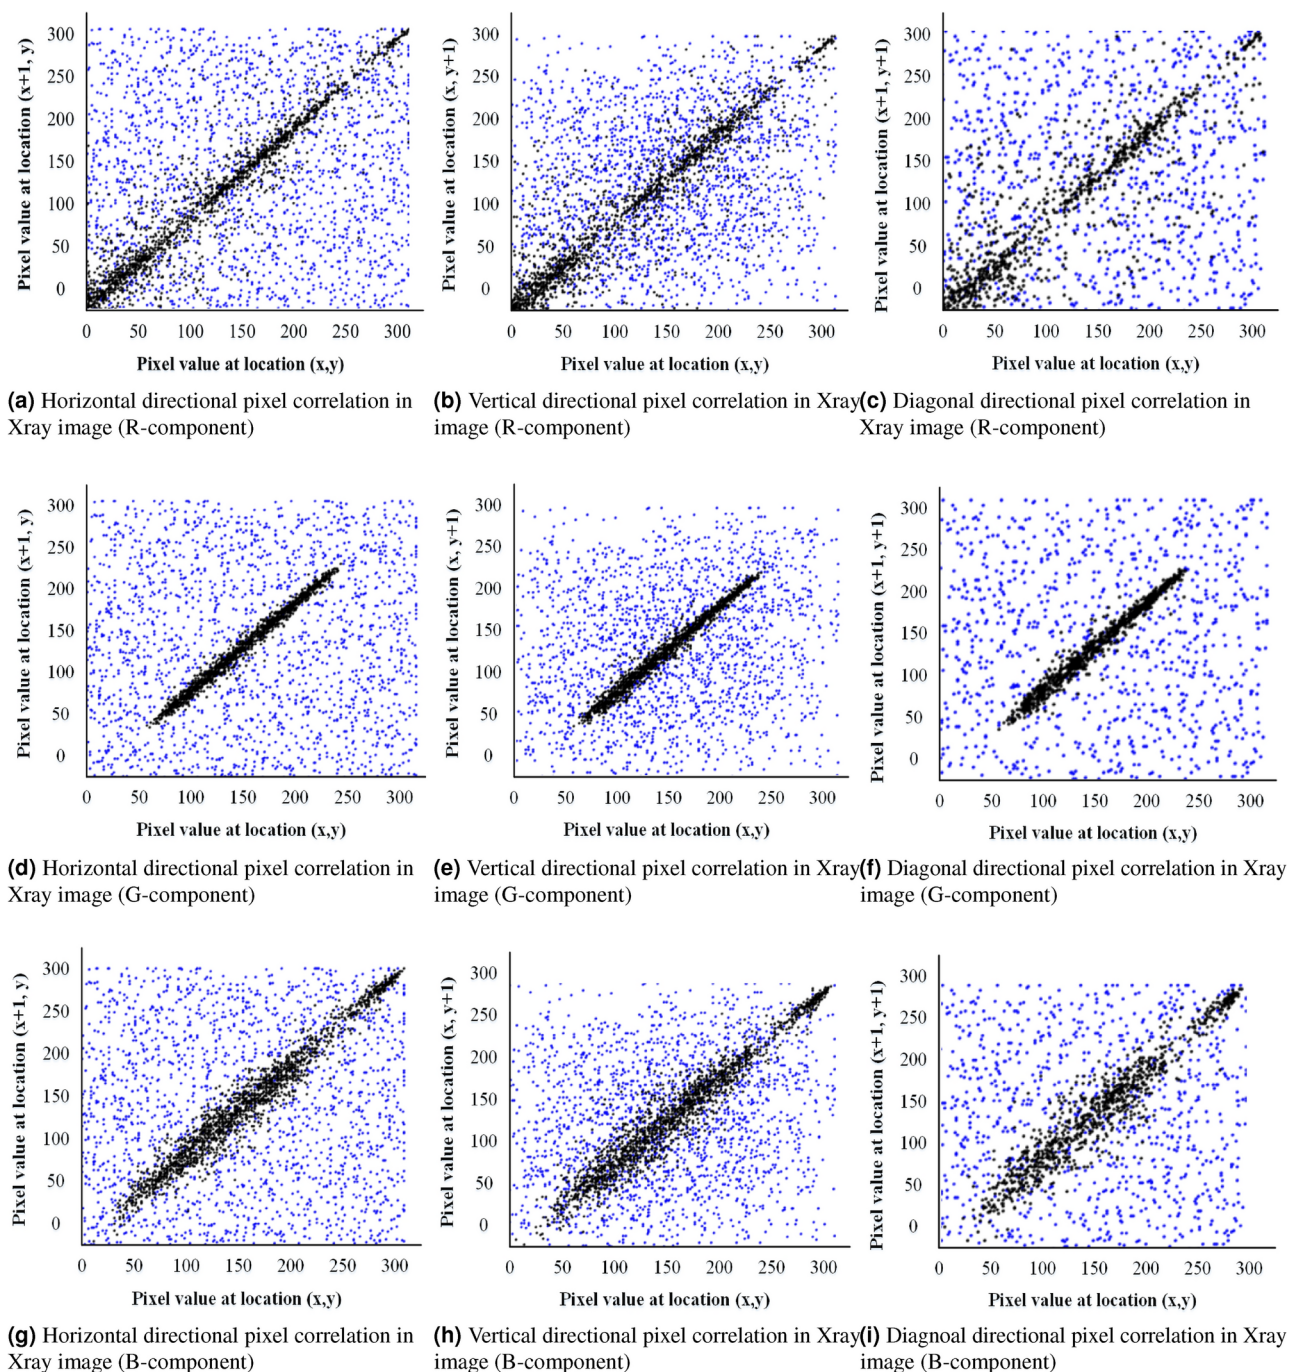 300
250
200
150
100
50
0
Pixel value at location (x+1, y)
0 50 100 150 200 250 300
Pixel value at location (x,y)
(a) Horizontal directional pixel correlation in
Xray image (R-component)
300
250
200
150
100
50
0
Pixel value at location (x, y+1)
0 50 100 150 200 250 300
Pixel value at location (x,y)
(b) Vertical directional pixel correlation in Xray
image (R-component)
300
250
200
150
100
50
0
Pixel value at location (x+1, y+1)
0 50 100 150 200 250 300
Pixel value at location (x,y)
(c) Diagonal directional pixel correlation in
Xray image (R-component)
300
250
200
150
100
50
0
Pixel value at location (x+1, y)
0 50 100 150 200 250 300
Pixel value at location (x,y)
(d) Horizontal directional pixel correlation in
Xray image (G-component)
300
250
200
150
100
50
0
Pixel value at location (x, y+1)
0 50 100 150 200 250 300
Pixel value at location (x,y)
(e) Vertical directional pixel correlation in Xray
image (G-component)
300
250
200
150
100
50
0
Pixel value at location (x+1, y+1)
0 50 100 150 200 250 300
Pixel value at location (x,y)
(f) Diagonal directional pixel correlation in Xray
image (G-component)
300
250
200
150
100
50
0
Pixel value at location (x+1, y)
0 50 100 150 200 250 300
Pixel value at location (x,y)
(g) Horizontal directional pixel correlation in
Xray image (B-component)
300
250
200
150
100
50
0
Pixel value at location (x, y+1)
0 50 100 150 200 250 300
Pixel value at location (x,y)
(h) Vertical directional pixel correlation in Xray
image (B-component)
300
250
200
150
100
50
0
Pixel value at location (x+1, y+1)
0 50 100 150 200 250 300
Pixel value at location (x,y)
(i) Diagnoal directional pixel correlation in Xray
image (B-component)